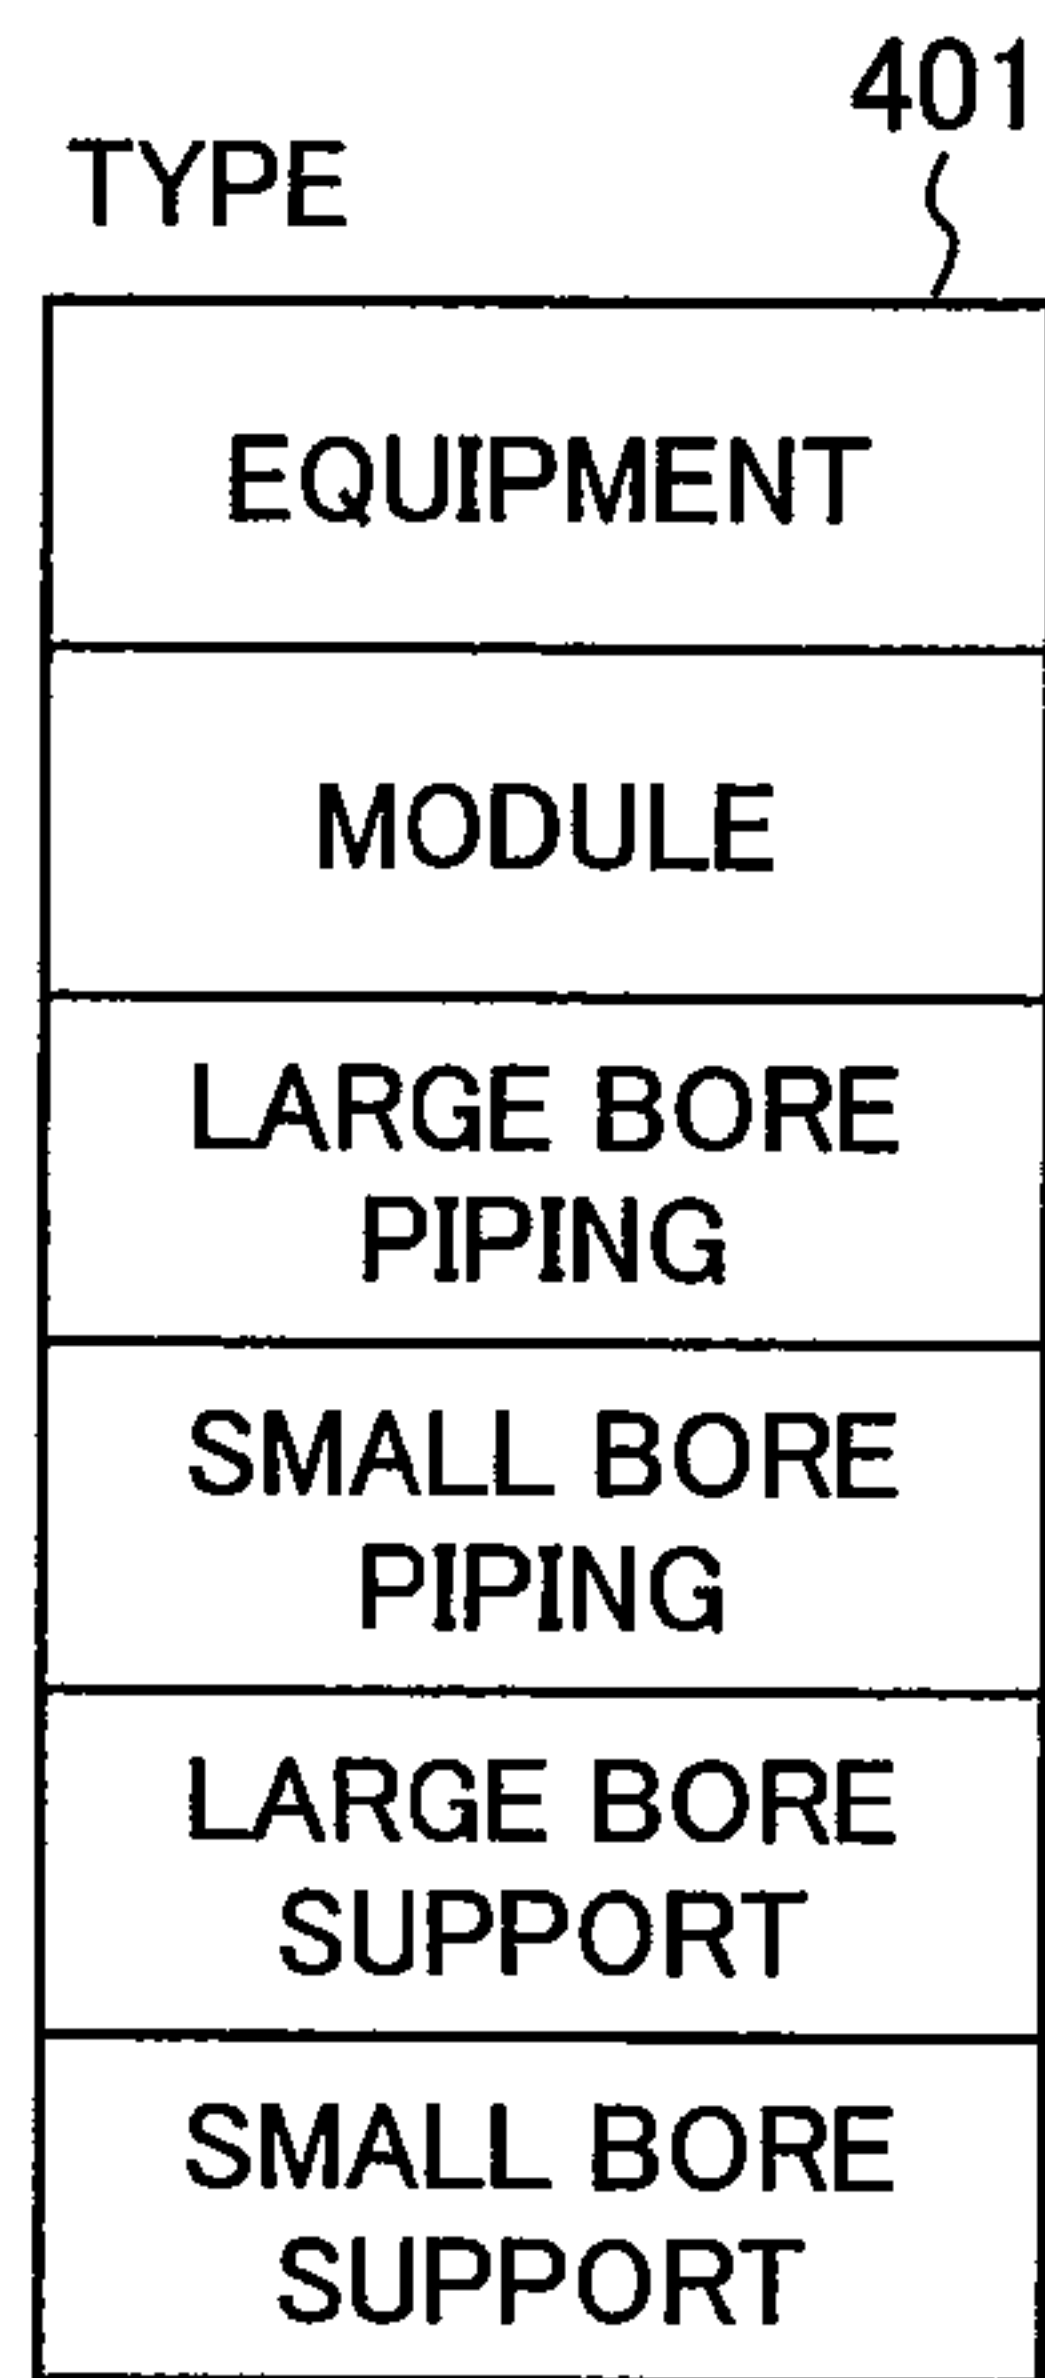 401
TYPE
EQUIPMENT
MODULE
LARGE BORE
PIPING
SMALL BORE
PIPING
LARGE BORE
SUPPORT
SMALL BORE
SUPPORT